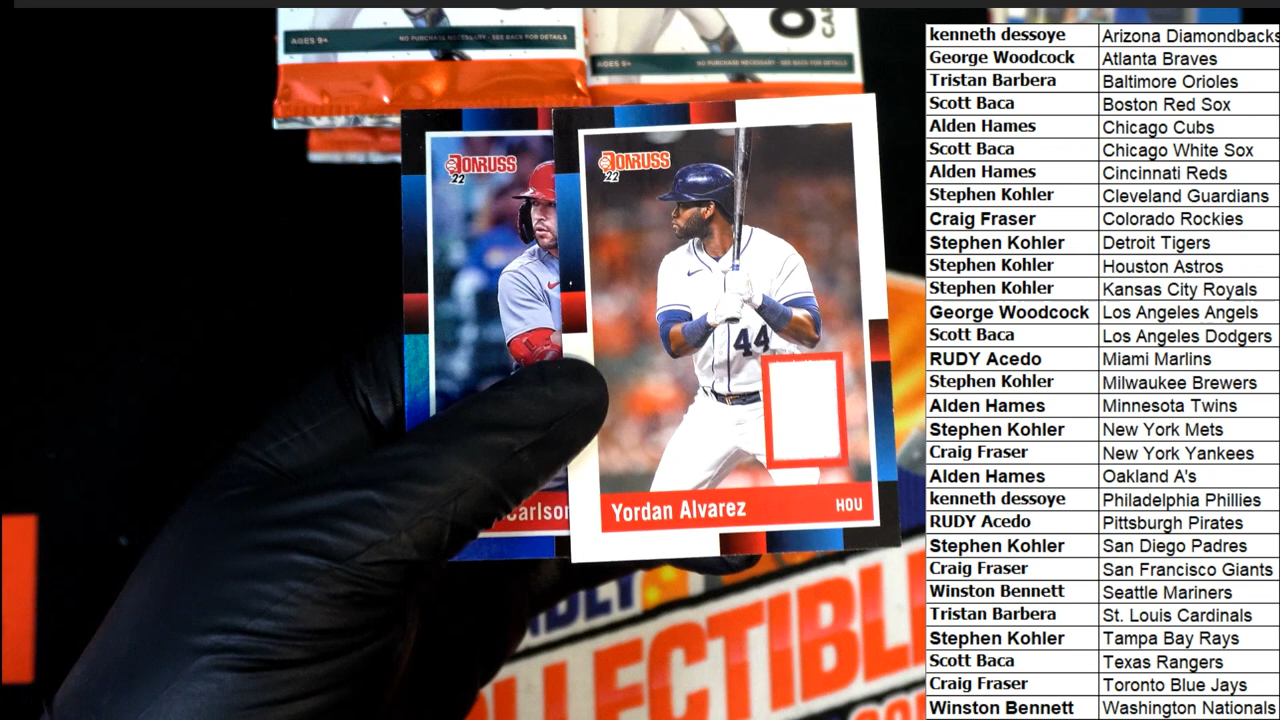 AGES 9+ NO PURCHASE NECESSARY - SEE BACK FOR DETAILS
AGES 9+ NO PURCHASE NECESSARY - SEE BACK FOR DETAILS
DONRUSS
22
Carlson
DONRUSS
22
44
Yordan Alvarez HOU
kenneth dessoye Arizona Diamondbacks
George Woodcock Atlanta Braves
Tristan Barbera Baltimore Orioles
Scott Baca Boston Red Sox
Alden Hames Chicago Cubs
Scott Baca Chicago White Sox
Alden Hames Cincinnati Reds
Stephen Kohler Cleveland Guardians
Craig Fraser Colorado Rockies
Stephen Kohler Detroit Tigers
Stephen Kohler Houston Astros
Stephen Kohler Kansas City Royals
George Woodcock Los Angeles Angels
Scott Baca Los Angeles Dodgers
RUDY Acedo Miami Marlins
Stephen Kohler Milwaukee Brewers
Alden Hames Minnesota Twins
Stephen Kohler New York Mets
Craig Fraser New York Yankees
Alden Hames Oakland A's
kenneth dessoye Philadelphia Phillies
RUDY Acedo Pittsburgh Pirates
Stephen Kohler San Diego Padres
Craig Fraser San Francisco Giants
Winston Bennett Seattle Mariners
Tristan Barbera St. Louis Cardinals
Stephen Kohler Tampa Bay Rays
Scott Baca Texas Rangers
Craig Fraser Toronto Blue Jays
Winston Bennett Washington Nationals